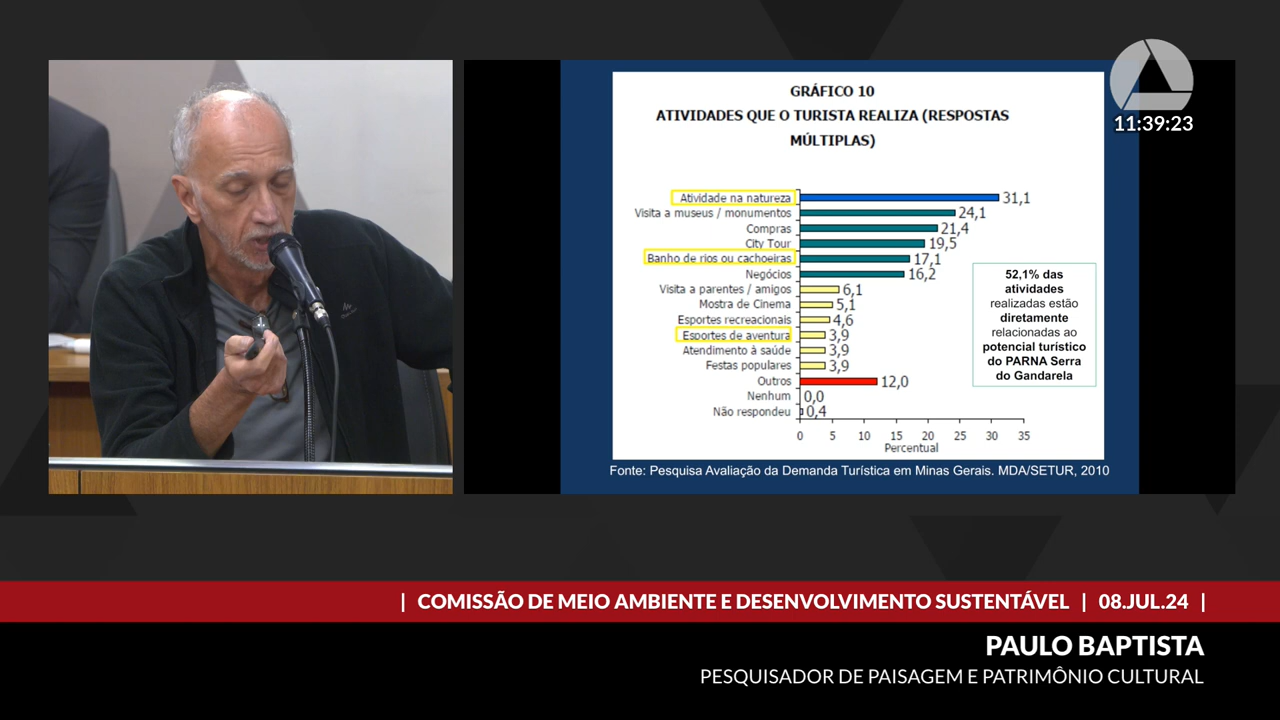 GRÁFICO 10
ATIVIDADES QUE O TURISTA REALIZA (RESPOSTAS
MÚLTIPLAS)
11:39:23
Atividade na natureza 31,1
Visita a museus / monumentos 24,1
Compras 21,4
City Tour 19,5
Banho de rios ou cachoeiras 17,1
Negócios 16,2
Visita a parentes / amigos 6,1
Mostra de Cinema 5,1
Esportes recreacionais 4,6
Esportes de aventura 3,9
Atendimento à saúde 3,9
Festas populares 3,9
Outros 12,0
Nenhum 0,0
Não respondeu 0,4
0 5 10 15 20 25 30 35
Percentual
52,1% das
atividades
realizadas estão
diretamente
relacionadas ao
potencial turístico
do PARNA Serra
do Gandarela
Fonte: Pesquisa Avaliação da Demanda Turística em Minas Gerais. MDA/SETUR, 2010
| COMISSÃO DE MEIO AMBIENTE E DESENVOLVIMENTO SUSTENTÁVEL | 08.JUL.24 |
PAULO BAPTISTA
PESQUISADOR DE PAISAGEM E PATRIMÔNIO CULTURAL